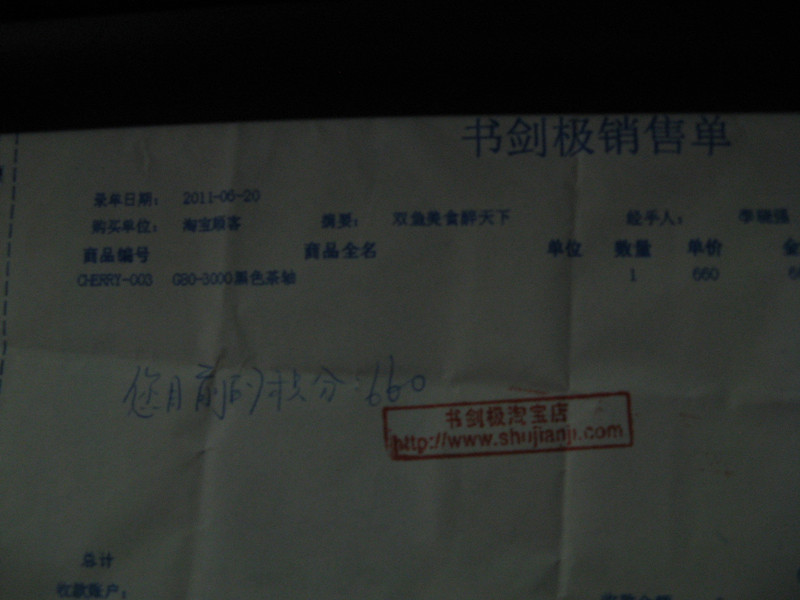 书剑极销售单
录单日期： 2011-06-20
购买单位： 淘宝顾客 摘要： 双鱼美食醉天下 经手人：
商品编号 商品全名 单位 数量 单价
CHERRY-003 G80-3000黑色茶轴 1 660
您目前的积分：660
书剑极淘宝店
http://www.shujianji.com
总计
收款账户：